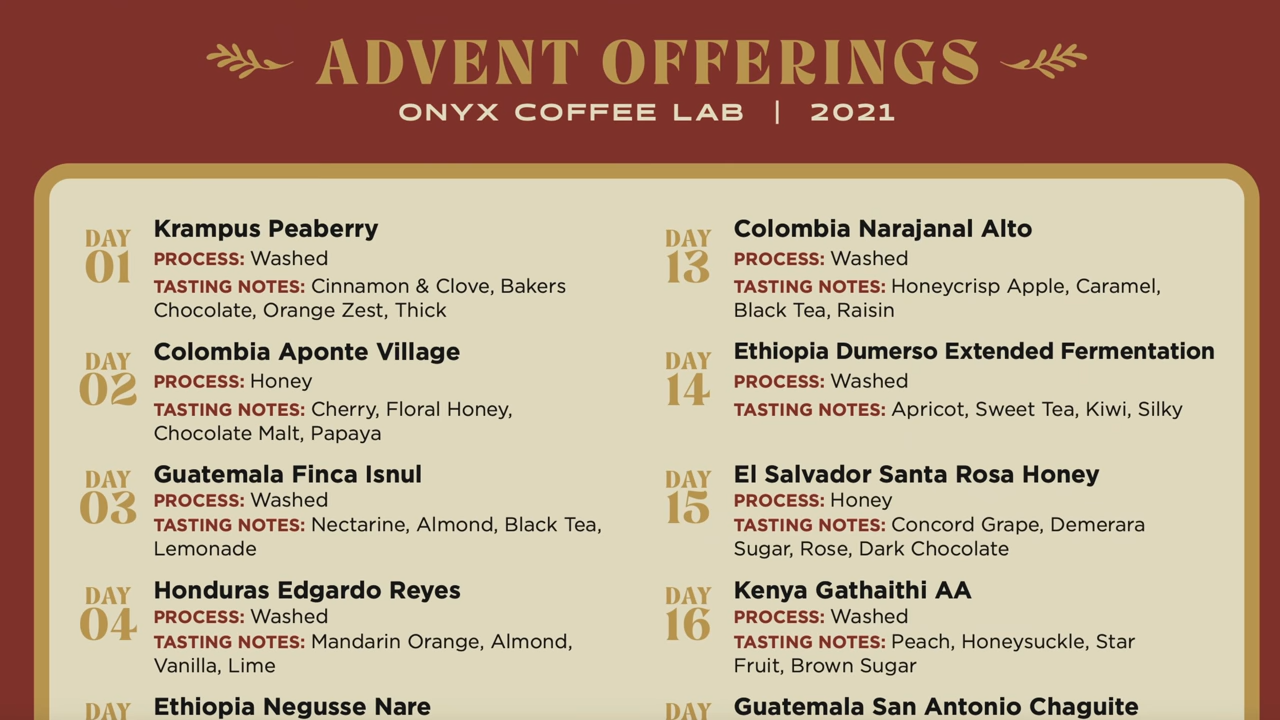 ADVENT OFFERINGS
ONYX COFFEE LAB | 2021
DAY 01
Krampus Peaberry
PROCESS: Washed
TASTING NOTES: Cinnamon & Clove, Bakers
Chocolate, Orange Zest, Thick
DAY 02
Colombia Aponte Village
PROCESS: Honey
TASTING NOTES: Cherry, Floral Honey,
Chocolate Malt, Papaya
DAY 03
Guatemala Finca Isnul
PROCESS: Washed
TASTING NOTES: Nectarine, Almond, Black Tea,
Lemonade
DAY 04
Honduras Edgardo Reyes
PROCESS: Washed
TASTING NOTES: Mandarin Orange, Almond,
Vanilla, Lime
DAY
Ethiopia Negusse Nare
DAY 13
Colombia Narajanal Alto
PROCESS: Washed
TASTING NOTES: Honeycrisp Apple, Caramel,
Black Tea, Raisin
DAY 14
Ethiopia Dumerso Extended Fermentation
PROCESS: Washed
TASTING NOTES: Apricot, Sweet Tea, Kiwi, Silky
DAY 15
El Salvador Santa Rosa Honey
PROCESS: Honey
TASTING NOTES: Concord Grape, Demerara
Sugar, Rose, Dark Chocolate
DAY 16
Kenya Gathaithi AA
PROCESS: Washed
TASTING NOTES: Peach, Honeysuckle, Star
Fruit, Brown Sugar
DAY
Guatemala San Antonio Chaguite